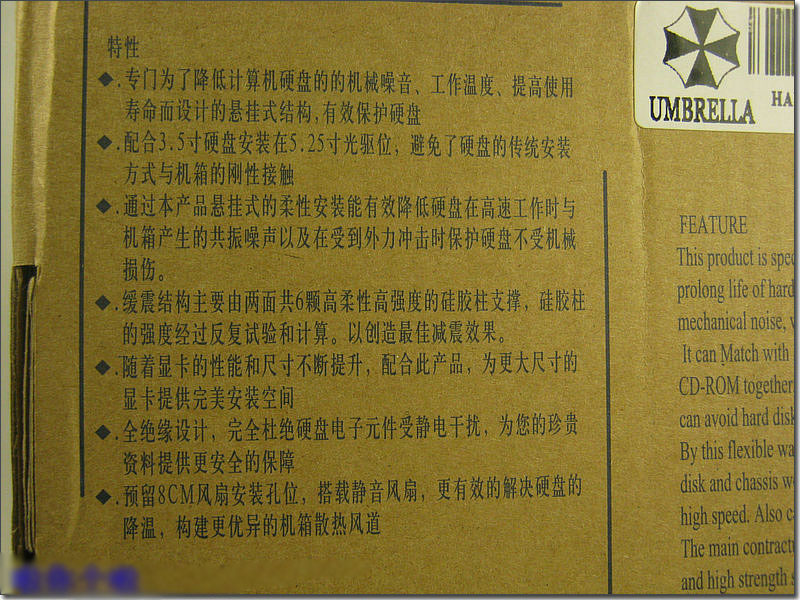 特性
◆.专门为了降低计算机硬盘的的机械噪音、工作温度、提高使用
寿命而设计的悬挂式结构,有效保护硬盘
◆.配合3.5寸硬盘安装在5.25寸光驱位，避免了硬盘的传统安装
方式与机箱的刚性接触
◆.通过本产品悬挂式的柔性安装能有效降低硬盘在高速工作时与
机箱产生的共振噪声以及在受到外力冲击时保护硬盘不受机械
损伤。
◆.缓震结构主要由两面共6颗高柔性高强度的硅胶柱支撑，硅胶柱
的强度经过反复试验和计算。以创造最佳减震效果。
◆.随着显卡的性能和尺寸不断提升，配合此产品，为更大尺寸的
显卡提供完美安装空间
◆.全绝缘设计，完全杜绝硬盘电子元件受静电干扰，为您的珍贵
资料提供更安全的保障
◆.预留8CM风扇安装孔位，搭载静音风扇，更有效的解决硬盘的
降温，构建更优异的机箱散热风道
UMBRELLA
HA
FEATURE
This product is spec
prolong life of hard
mechanical noise,
It can Match with
CD-ROM together
can avoid hard disk
By this flexible wa
disk and chassis w
high speed. Also c
The main contractu
and high strength s